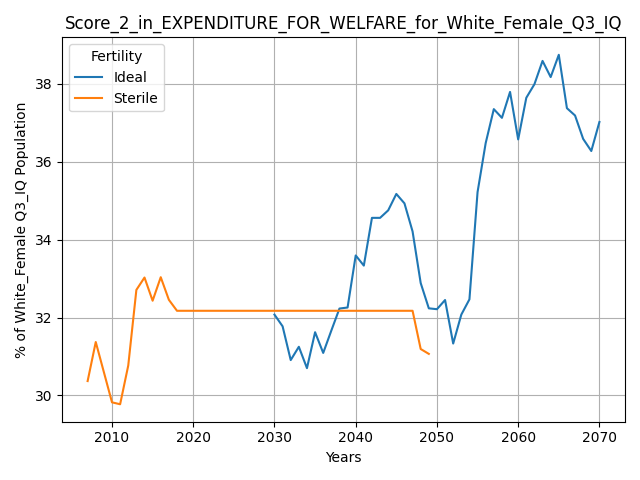 Score_2_in_EXPENDITURE_FOR_WELFARE_for_White_Female_Q3_IQ
Fertility
Ideal
Sterile
38
36
34
32
30
% of White_Female Q3_IQ Population
2010 2020 2030 2040 2050 2060 2070
Years